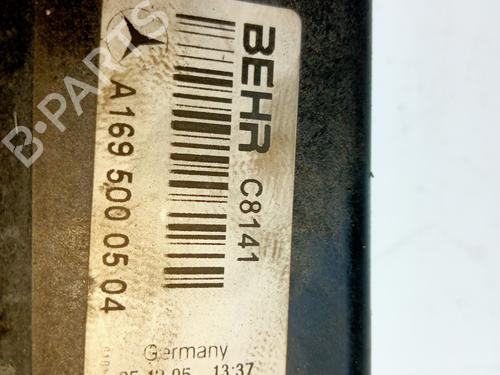 BEHR
C8141
A 169 500 05 04
Germany
13:37
B-PARTS